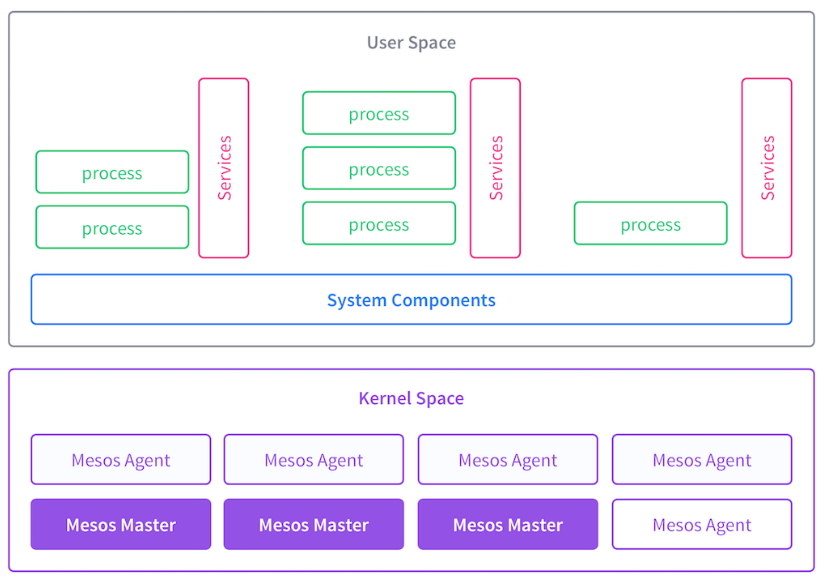 User Space
process
process
Services
process
process
process
Services
process
Services
System Components
Kernel Space
Mesos Agent
Mesos Agent
Mesos Agent
Mesos Agent
Mesos Master
Mesos Master
Mesos Master
Mesos Agent